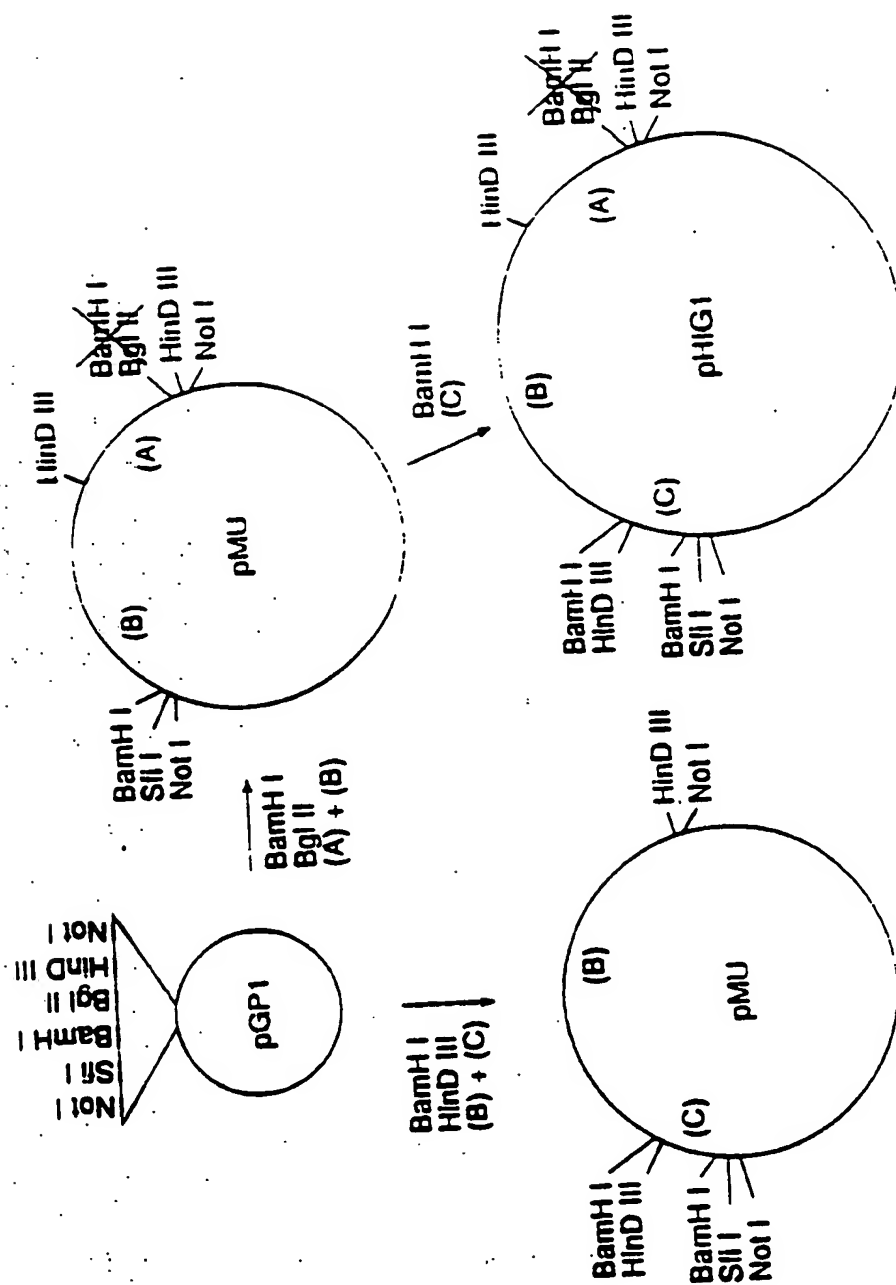 Not I
Sfi I
BamH I
Bgl II
HinD III
Not I
pGP1
BamH I
Bgl II
(A) + (B)
BamH I
Sfi I
Not I
(B)
pMU
(A)
HinD III
BamH I
Bgl II
HinD III
Not I
BamH I
HinD III
(B) + (C)
BamH I
(C)
BamH I
HinD III
(C)
BamH I
Sfi I
Not I
(B)
pMU
HinD III
Not I
BamH I
HinD III
(C)
BamH I
Sfi I
Not I
(B)
pHIG1
(A)
HinD III
BamH I
Bgl II
HinD III
Not I